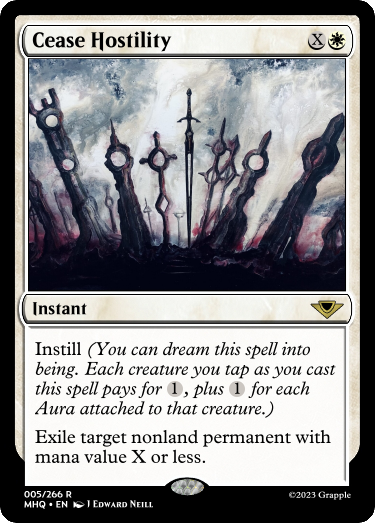 Cease Hostility X
Instant
Instill (You can dream this spell into
being. Each creature you tap as you cast
this spell pays for 1, plus 1 for each
Aura attached to that creature.)
Exile target nonland permanent with
mana value X or less.
005/266 R
MHQ • EN J Edward Neill
©2023 Grapple